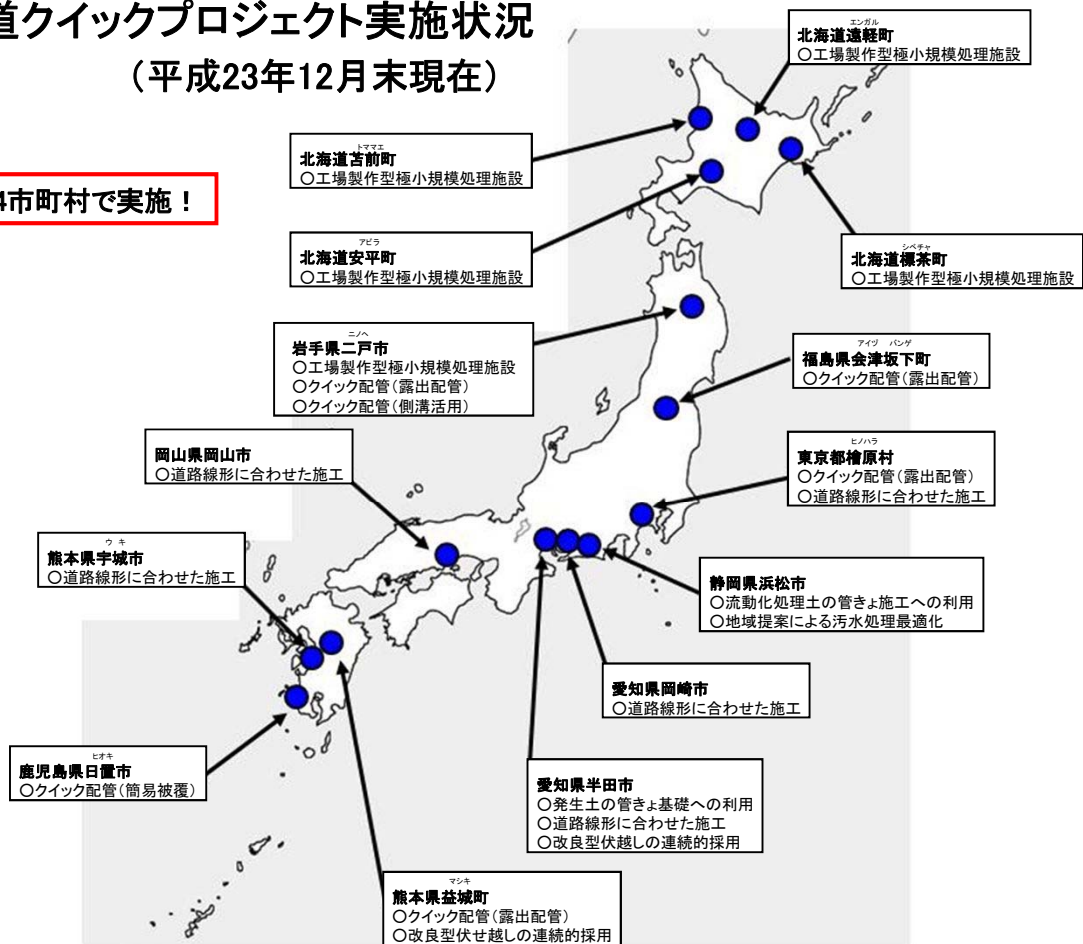 道クイックプロジェクト実施状況
（平成23年12月末現在）
4市町村で実施！
エンガル
北海道遠軽町
○工場製作型極小規模処理施設
トママエ
北海道苫前町
○工場製作型極小規模処理施設
アビラ
北海道安平町
○工場製作型極小規模処理施設
シベチャ
北海道標茶町
○工場製作型極小規模処理施設
ニノヘ
岩手県二戸市
○工場製作型極小規模処理施設
○クイック配管（露出配管）
○クイック配管（側溝活用）
アイヅ バンゲ
福島県会津坂下町
○クイック配管（露出配管）
岡山県岡山市
○道路線形に合わせた施工
ヒノハラ
東京都檜原村
○クイック配管（露出配管）
○道路線形に合わせた施工
ウキ
熊本県宇城市
○道路線形に合わせた施工
静岡県浜松市
○流動化処理土の管きょ施工への利用
○地域提案による汚水処理最適化
愛知県岡崎市
○道路線形に合わせた施工
ヒオキ
鹿児島県日置市
○クイック配管（簡易被覆）
愛知県半田市
○発生土の管きょ基礎への利用
○道路線形に合わせた施工
○改良型伏越しの連続的採用
マシキ
熊本県益城町
○クイック配管（露出配管）
○改良型伏せ越しの連続的採用